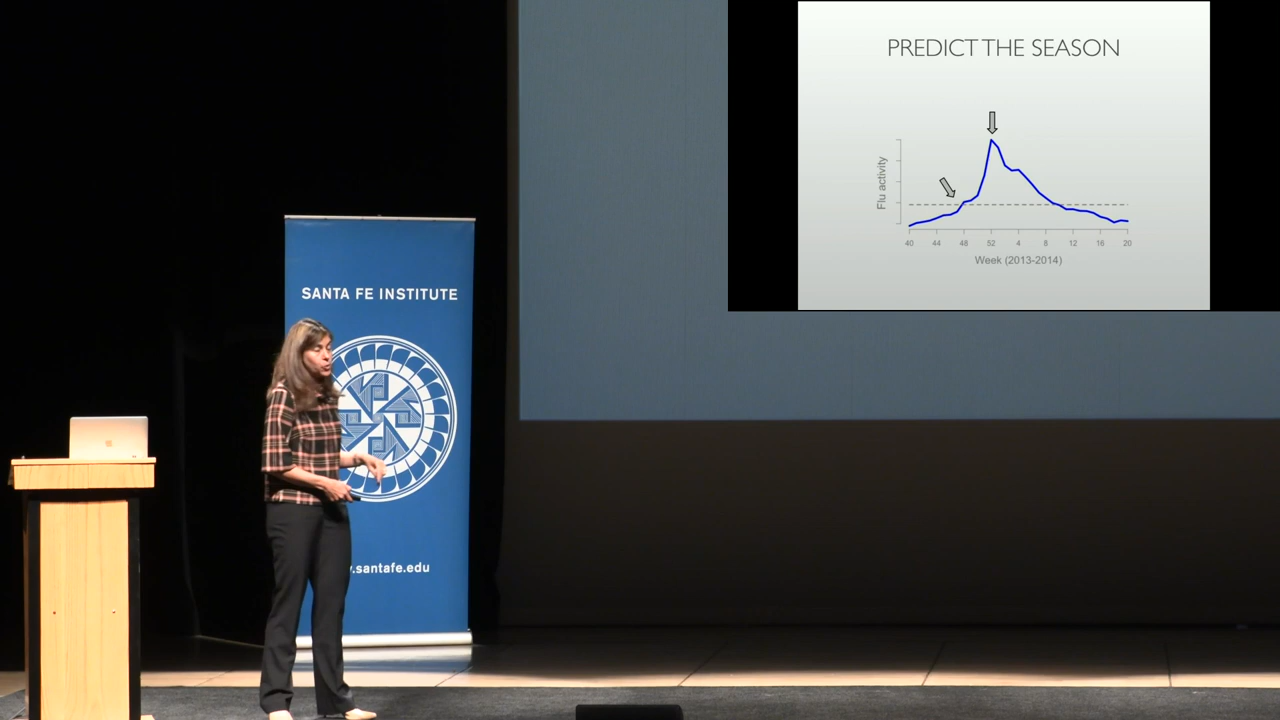 PREDICT THE SEASON
Flu activity
40 44 48 52 4 8 12 16 20
Week (2013-2014)
SANTA FE INSTITUTE
.santafe.edu